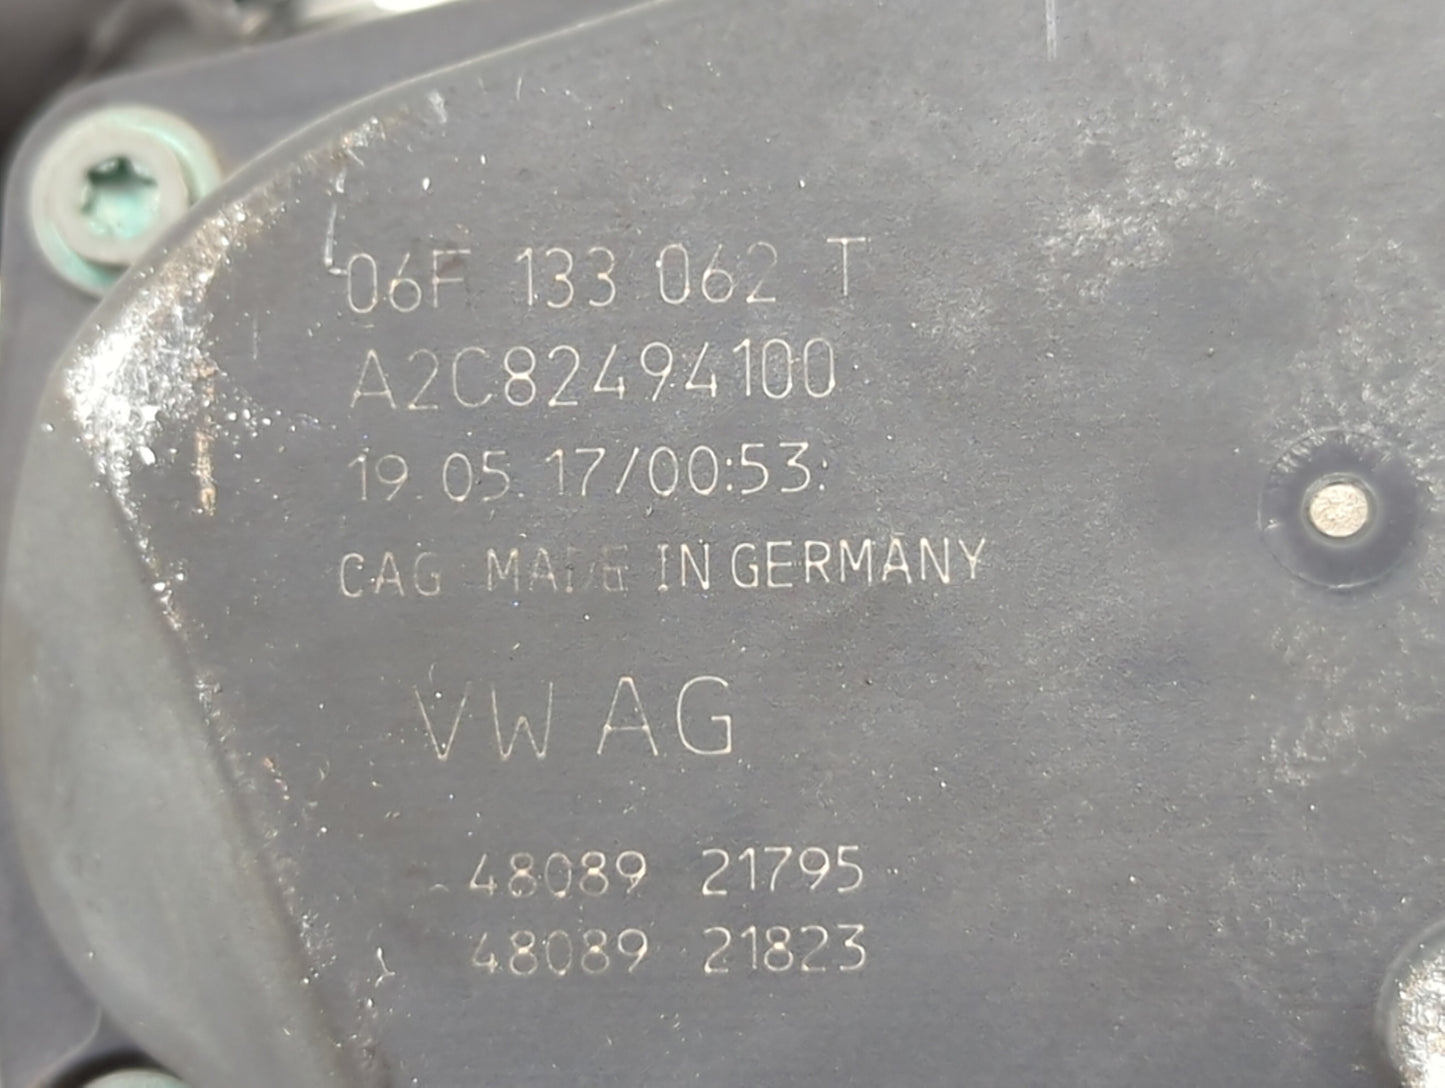 06F 133 062 T
A2C82494100
19.05.17/00:53:
CAG MADE IN GERMANY
VW AG
48089 21795
48089 21823